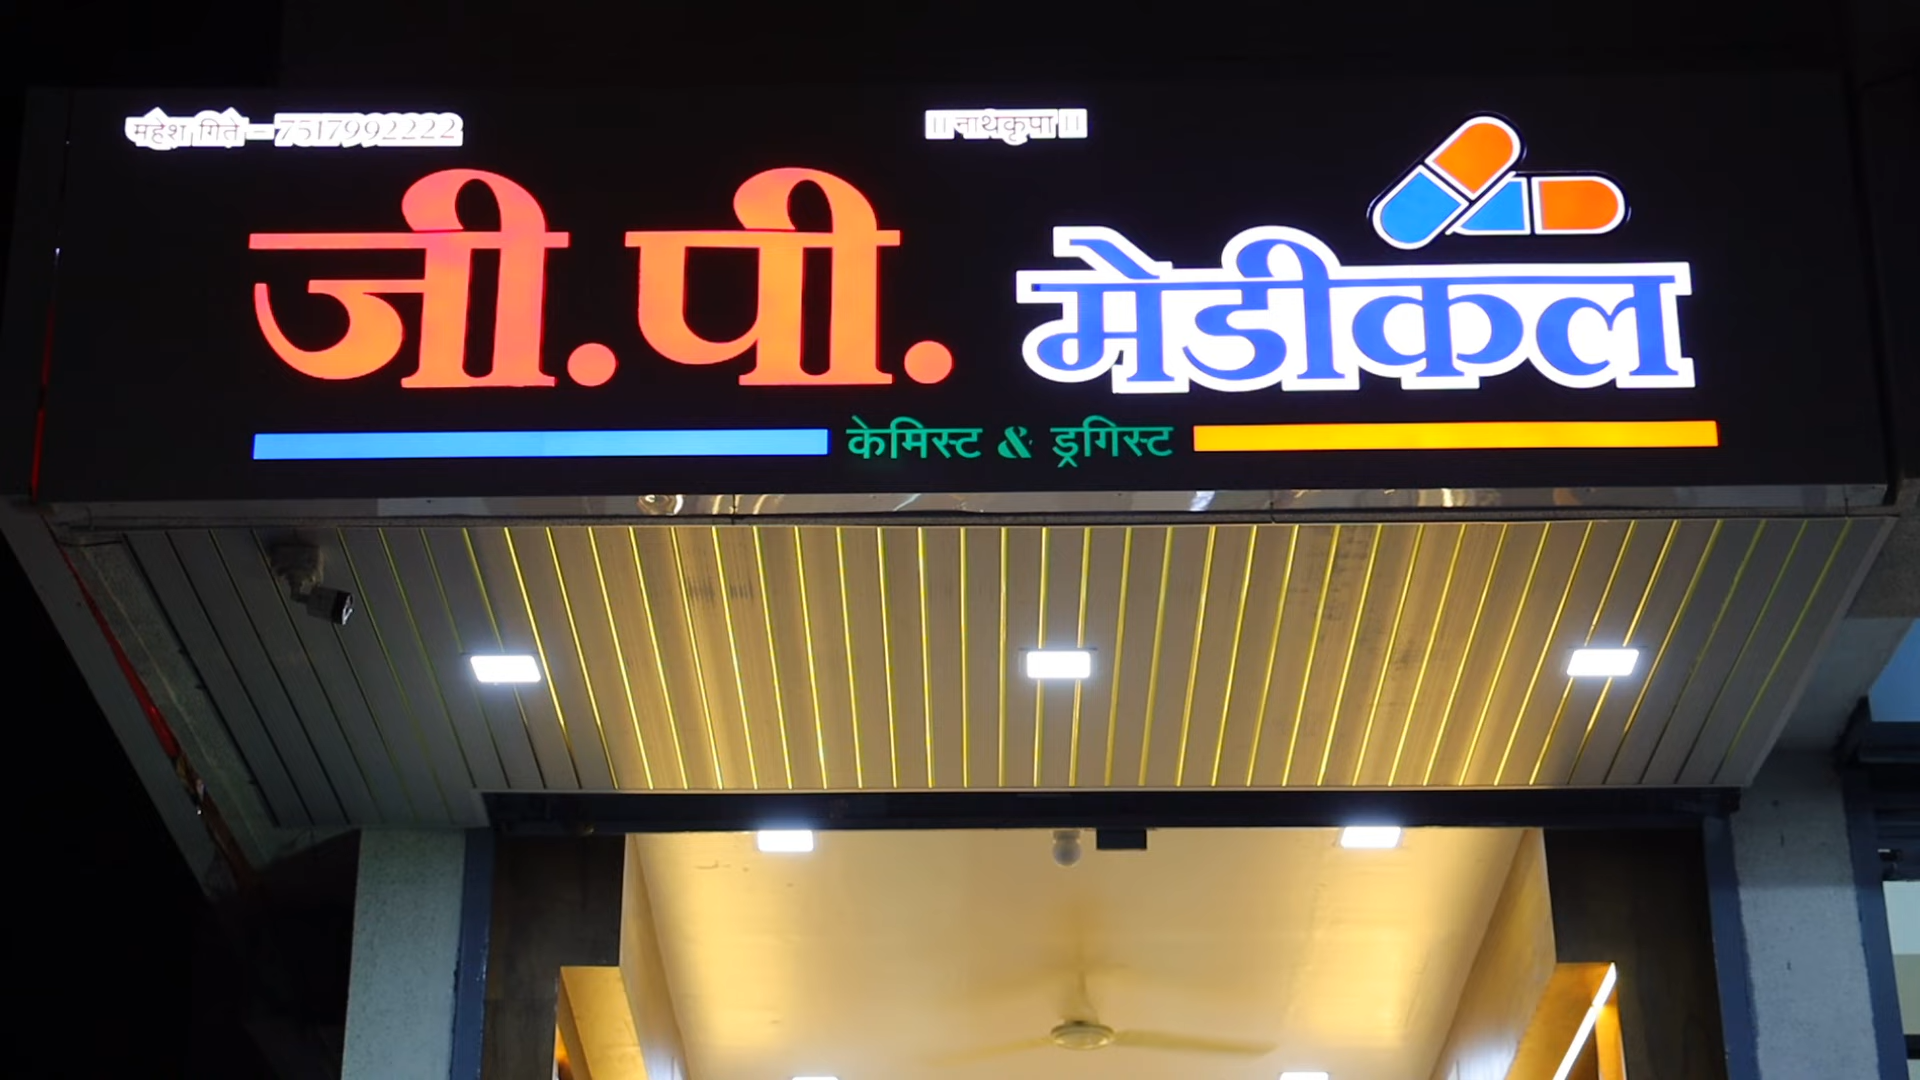 महेश गिते - 7517992222
॥ नाथकृपा ॥
जी.पी. मेडीकल
केमिस्ट & ड्रगिस्ट